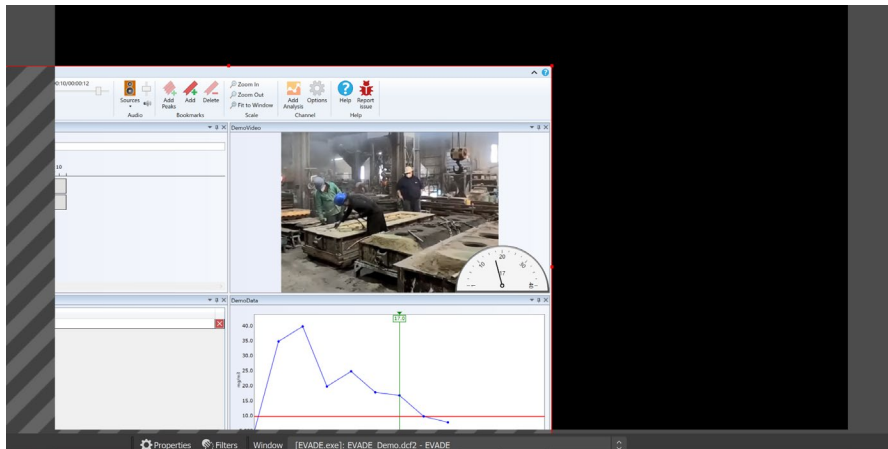 00:10/00:00:12
Sources
Add Peaks
Add
Delete
Zoom In
Zoom Out
Fit to Window
Add Analysis
Options
Help
Report Issue
Audio
Bookmarks
Scale
Channel
Help
10
DemoVideo
20
30
17
DemoData
17.0
40.0
35.0
30.0
25.0
20.0
15.0
10.0
mg/m3
Properties
Filters
Window
[EVADE.exe]: EVADE_Demo.dcf2 - EVADE